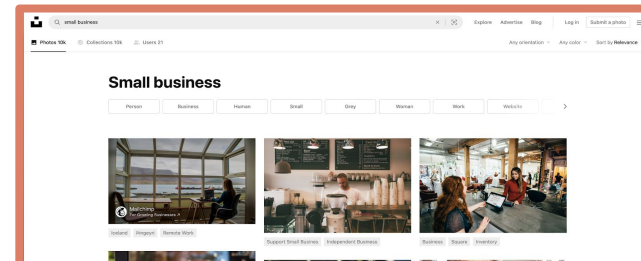 small business
Explore Advertise Blog Log in Submit a photo
Photos 10k Collections 10k Users 21 Any orientation Any color Sort by Relevance
Small business
Person Business Human Small Grey Woman Work Website
Mailchimp
For Growing Businesses
Iceland Þingeyri Remote Work
Support Small Busines Independent Business
Business Square Inventory